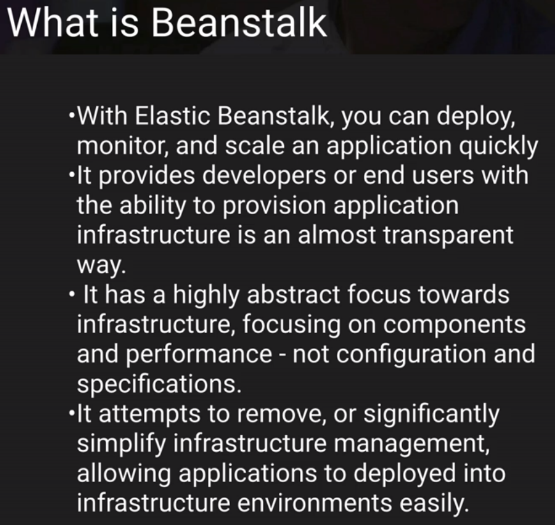 What is Beanstalk
•With Elastic Beanstalk, you can deploy,
monitor, and scale an application quickly
•It provides developers or end users with
the ability to provision application
infrastructure is an almost transparent
way.
• It has a highly abstract focus towards
infrastructure, focusing on components
and performance - not configuration and
specifications.
•It attempts to remove, or significantly
simplify infrastructure management,
allowing applications to deployed into
infrastructure environments easily.